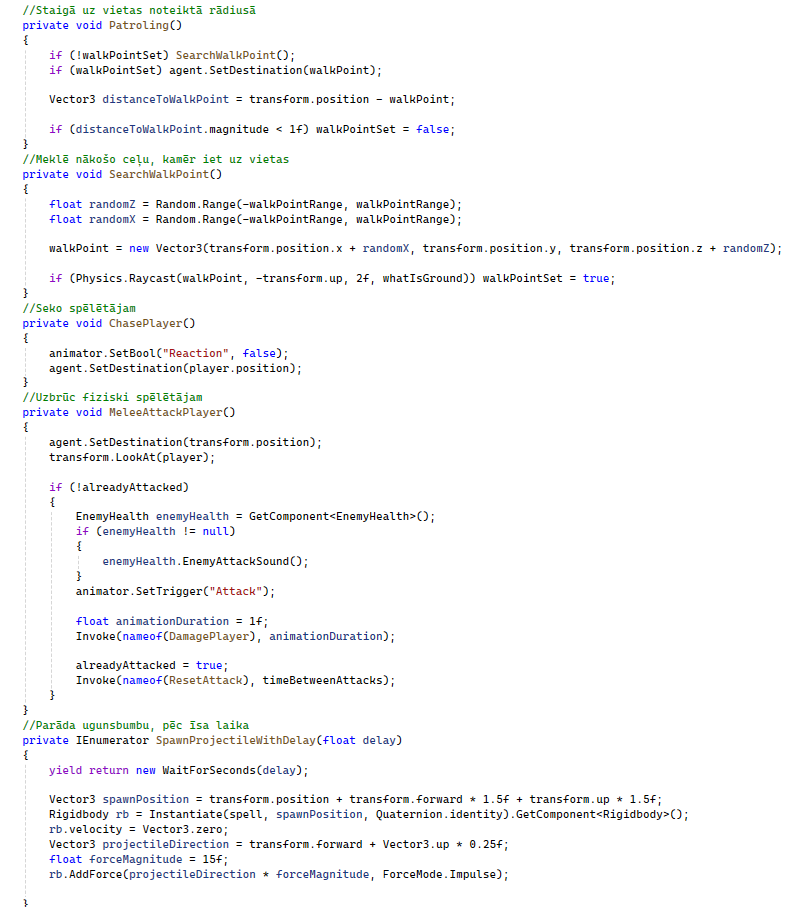 //Staigā uz vietas noteiktā rādiusā
private void Patroling()
{
if (!walkPointSet) SearchWalkPoint();
if (walkPointSet) agent.SetDestination(walkPoint);
Vector3 distanceToWalkPoint = transform.position - walkPoint;
if (distanceToWalkPoint.magnitude < 1f) walkPointSet = false;
}
//Meklē nākošo ceļu, kamēr iet uz vietas
private void SearchWalkPoint()
{
float randomZ = Random.Range(-walkPointRange, walkPointRange);
float randomX = Random.Range(-walkPointRange, walkPointRange);
walkPoint = new Vector3(transform.position.x + randomX, transform.position.y, transform.position.z + randomZ);
if (Physics.Raycast(walkPoint, -transform.up, 2f, whatIsGround)) walkPointSet = true;
}
//Seko spēlētājam
private void ChasePlayer()
{
animator.SetBool("Reaction", false);
agent.SetDestination(player.position);
}
//Uzbrūc fiziski spēlētājam
private void MeleeAttackPlayer()
{
agent.SetDestination(transform.position);
transform.LookAt(player);
if (!alreadyAttacked)
{
EnemyHealth enemyHealth = GetComponent<EnemyHealth>();
if (enemyHealth != null)
{
enemyHealth.EnemyAttackSound();
}
animator.SetTrigger("Attack");
float animationDuration = 1f;
Invoke(nameof(DamagePlayer), animationDuration);
alreadyAttacked = true;
Invoke(nameof(ResetAttack), timeBetweenAttacks);
}
}
//Parāda ugunsbumbu, pēc īsa laika
private IEnumerator SpawnProjectileWithDelay(float delay)
{
yield return new WaitForSeconds(delay);
Vector3 spawnPosition = transform.position + transform.forward * 1.5f + transform.up * 1.5f;
Rigidbody rb = Instantiate(spell, spawnPosition, Quaternion.identity).GetComponent<Rigidbody>();
rb.velocity = Vector3.zero;
Vector3 projectileDirection = transform.forward + Vector3.up * 0.25f;
float forceMagnitude = 15f;
rb.AddForce(projectileDirection * forceMagnitude, ForceMode.Impulse);
}